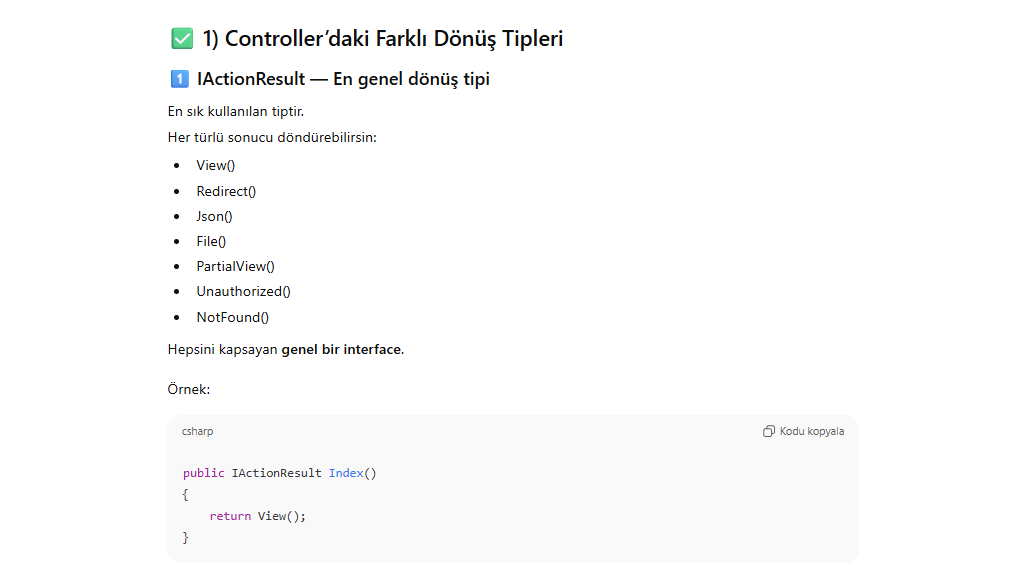 ✅ 1) Controller’daki Farklı Dönüş Tipleri
1️⃣ IActionResult — En genel dönüş tipi
En sık kullanılan tiptir.
Her türlü sonucu döndürebilirsin:
• View()
• Redirect()
• Json()
• File()
• PartialView()
• Unauthorized()
• NotFound()
Hepsini kapsayan genel bir interface.
Örnek:
csharp
Kodu kopyala
public IActionResult Index()
{
    return View();
}